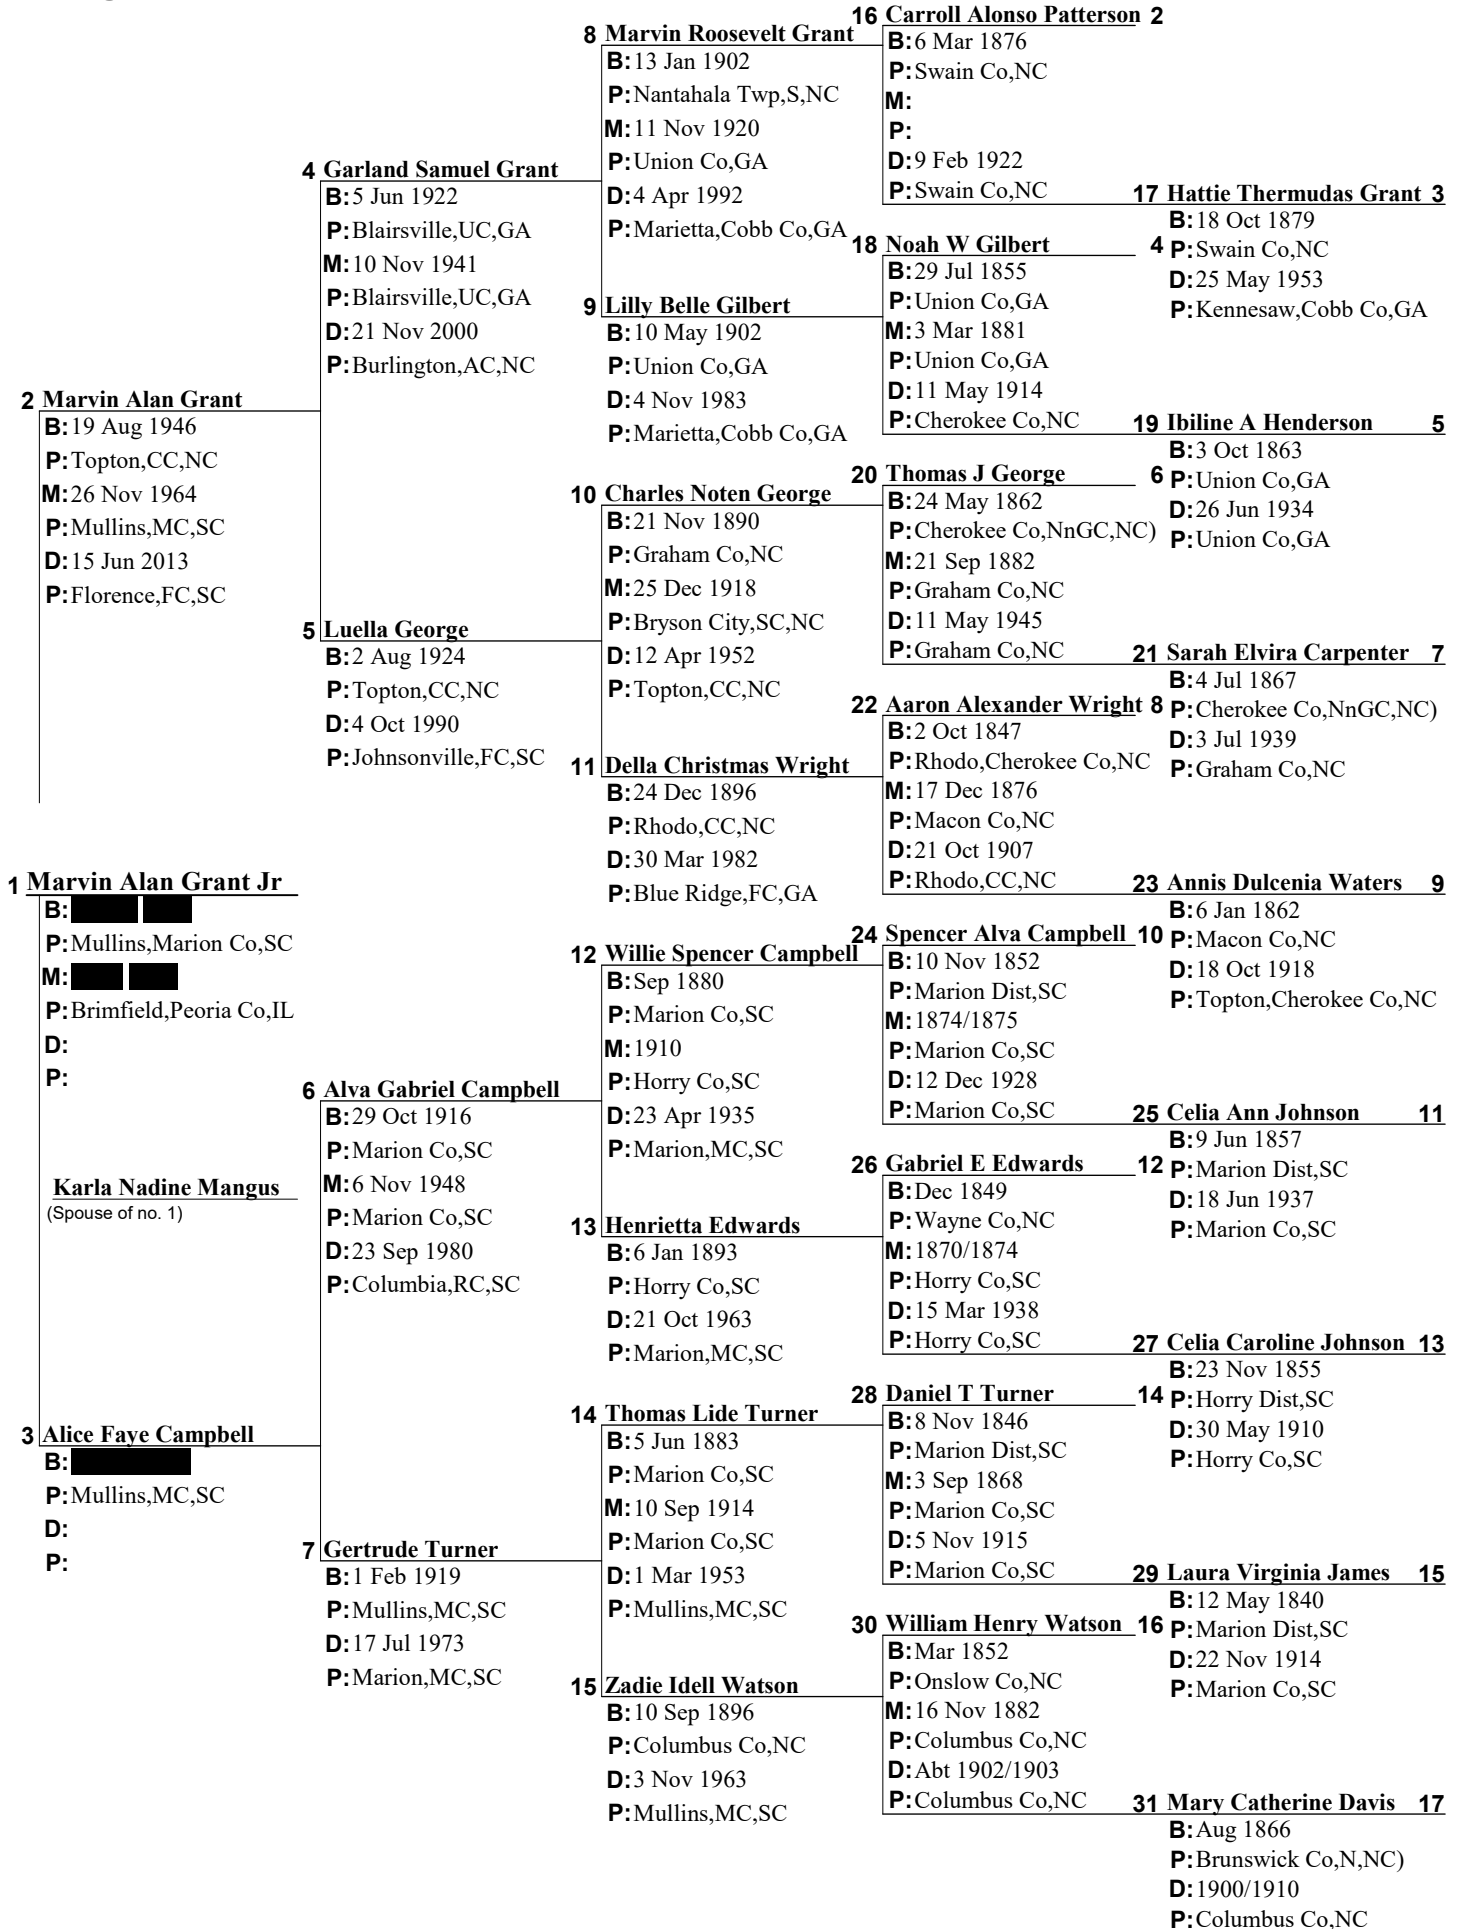 1 Marvin Alan Grant Jr
B:
P:Mullins,Marion Co,SC
M:
P:Brimfield,Peoria Co,IL
D:
P:
Karla Nadine Mangus
(Spouse of no. 1)
2 Marvin Alan Grant
B:19 Aug 1946
P:Topton,CC,NC
M:26 Nov 1964
P:Mullins,MC,SC
D:15 Jun 2013
P:Florence,FC,SC
3 Alice Faye Campbell
B:
P:Mullins,MC,SC
D:
P:
4 Garland Samuel Grant
B:5 Jun 1922
P:Blairsville,UC,GA
M:10 Nov 1941
P:Blairsville,UC,GA
D:21 Nov 2000
P:Burlington,AC,NC
5 Luella George
B:2 Aug 1924
P:Topton,CC,NC
D:4 Oct 1990
P:Johnsonville,FC,SC
6 Alva Gabriel Campbell
B:29 Oct 1916
P:Marion Co,SC
M:6 Nov 1948
P:Marion Co,SC
D:23 Sep 1980
P:Columbia,RC,SC
7 Gertrude Turner
B:1 Feb 1919
P:Mullins,MC,SC
D:17 Jul 1973
P:Marion,MC,SC
8 Marvin Roosevelt Grant
B:13 Jan 1902
P:Nantahala Twp,S,NC
M:11 Nov 1920
P:Union Co,GA
D:4 Apr 1992
P:Marietta,Cobb Co,GA
9 Lilly Belle Gilbert
B:10 May 1902
P:Union Co,GA
D:4 Nov 1983
P:Marietta,Cobb Co,GA
10 Charles Noten George
B:21 Nov 1890
P:Graham Co,NC
M:25 Dec 1918
P:Bryson City,SC,NC
D:12 Apr 1952
P:Topton,CC,NC
11 Della Christmas Wright
B:24 Dec 1896
P:Rhodo,CC,NC
D:30 Mar 1982
P:Blue Ridge,FC,GA
12 Willie Spencer Campbell
B:Sep 1880
P:Marion Co,SC
M:1910
P:Horry Co,SC
D:23 Apr 1935
P:Marion,MC,SC
13 Henrietta Edwards
B:6 Jan 1893
P:Horry Co,SC
D:21 Oct 1963
P:Marion,MC,SC
14 Thomas Lide Turner
B:5 Jun 1883
P:Marion Co,SC
M:10 Sep 1914
P:Marion Co,SC
D:1 Mar 1953
P:Mullins,MC,SC
15 Zadie Idell Watson
B:10 Sep 1896
P:Columbus Co,NC
D:3 Nov 1963
P:Mullins,MC,SC
16 Carroll Alonso Patterson 2
B:6 Mar 1876
P:Swain Co,NC
M:
P:
D:9 Feb 1922
P:Swain Co,NC
17 Hattie Thermudas Grant 3
B:18 Oct 1879
P:Swain Co,NC
D:25 May 1953
P:Kennesaw,Cobb Co,GA
18 Noah W Gilbert 4
B:29 Jul 1855
P:Union Co,GA
M:3 Mar 1881
P:Union Co,GA
D:11 May 1914
P:Cherokee Co,NC
19 Ibiline A Henderson 5
B:3 Oct 1863
P:Union Co,GA
D:26 Jun 1934
P:Union Co,GA
20 Thomas J George 6
B:24 May 1862
P:Cherokee Co,NnGC,NC)
M:21 Sep 1882
P:Graham Co,NC
D:11 May 1945
P:Graham Co,NC
21 Sarah Elvira Carpenter 7
B:4 Jul 1867
P:Cherokee Co,NnGC,NC)
D:3 Jul 1939
P:Graham Co,NC
22 Aaron Alexander Wright 8
B:2 Oct 1847
P:Rhodo,Cherokee Co,NC
M:17 Dec 1876
P:Macon Co,NC
D:21 Oct 1907
P:Rhodo,CC,NC
23 Annis Dulcenia Waters 9
B:6 Jan 1862
P:Macon Co,NC
D:18 Oct 1918
P:Topton,Cherokee Co,NC
24 Spencer Alva Campbell 10
B:10 Nov 1852
P:Marion Dist,SC
M:1874/1875
P:Marion Co,SC
D:12 Dec 1928
P:Marion Co,SC
25 Celia Ann Johnson 11
B:9 Jun 1857
P:Marion Dist,SC
D:18 Jun 1937
P:Marion Co,SC
26 Gabriel E Edwards 12
B:Dec 1849
P:Wayne Co,NC
M:1870/1874
P:Horry Co,SC
D:15 Mar 1938
P:Horry Co,SC
27 Celia Caroline Johnson 13
B:23 Nov 1855
P:Horry Dist,SC
D:30 May 1910
P:Horry Co,SC
28 Daniel T Turner 14
B:8 Nov 1846
P:Marion Dist,SC
M:3 Sep 1868
P:Marion Co,SC
D:5 Nov 1915
P:Marion Co,SC
29 Laura Virginia James 15
B:12 May 1840
P:Marion Dist,SC
D:22 Nov 1914
P:Marion Co,SC
30 William Henry Watson 16
B:Mar 1852
P:Onslow Co,NC
M:16 Nov 1882
P:Columbus Co,NC
D:Abt 1902/1903
P:Columbus Co,NC
31 Mary Catherine Davis 17
B:Aug 1866
P:Brunswick Co,N,NC)
D:1900/1910
P:Columbus Co,NC